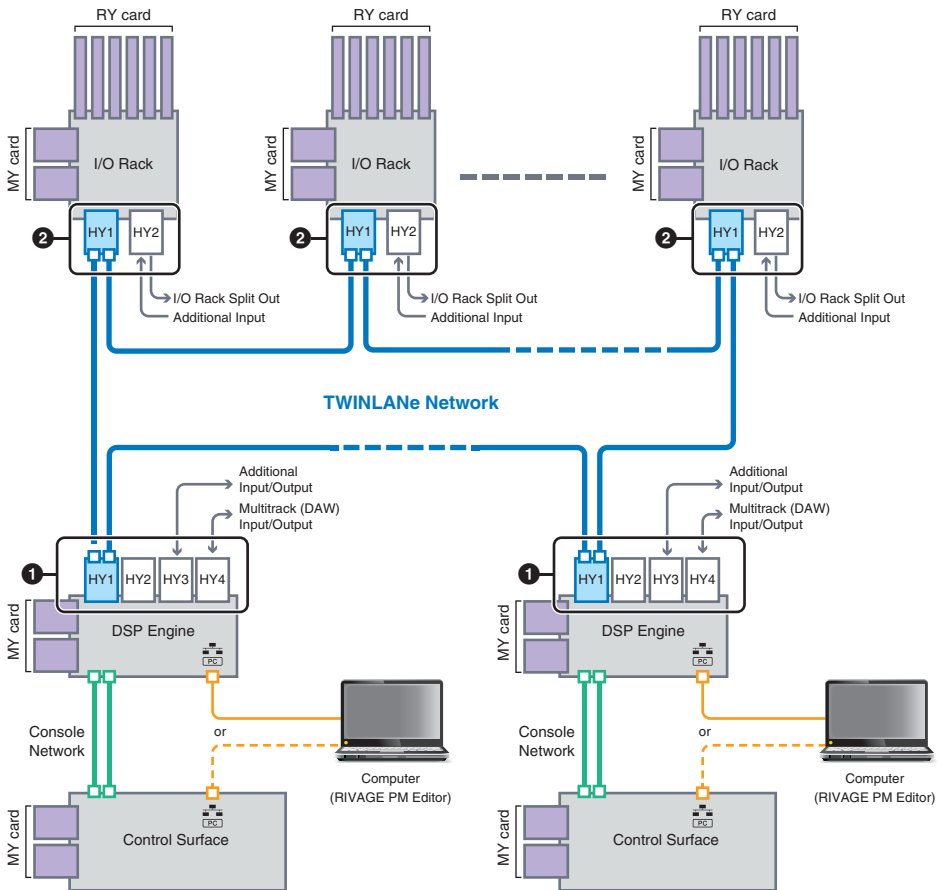 RY card
RY card
RY card
MY card
I/O Rack
MY card
I/O Rack
MY card
I/O Rack
2
HY1
HY2
2
HY1
HY2
2
HY1
HY2
I/O Rack Split Out
Additional Input
I/O Rack Split Out
Additional Input
I/O Rack Split Out
Additional Input
TWINLANe Network
Additional
Input/Output
Multitrack (DAW)
Input/Output
Additional
Input/Output
Multitrack (DAW)
Input/Output
1
HY1
HY2
HY3
HY4
1
HY1
HY2
HY3
HY4
MY card
DSP Engine
PC
MY card
DSP Engine
PC
Console
Network
or
Computer
(RIVAGE PM Editor)
Console
Network
or
Computer
(RIVAGE PM Editor)
MY card
PC
Control Surface
MY card
PC
Control Surface